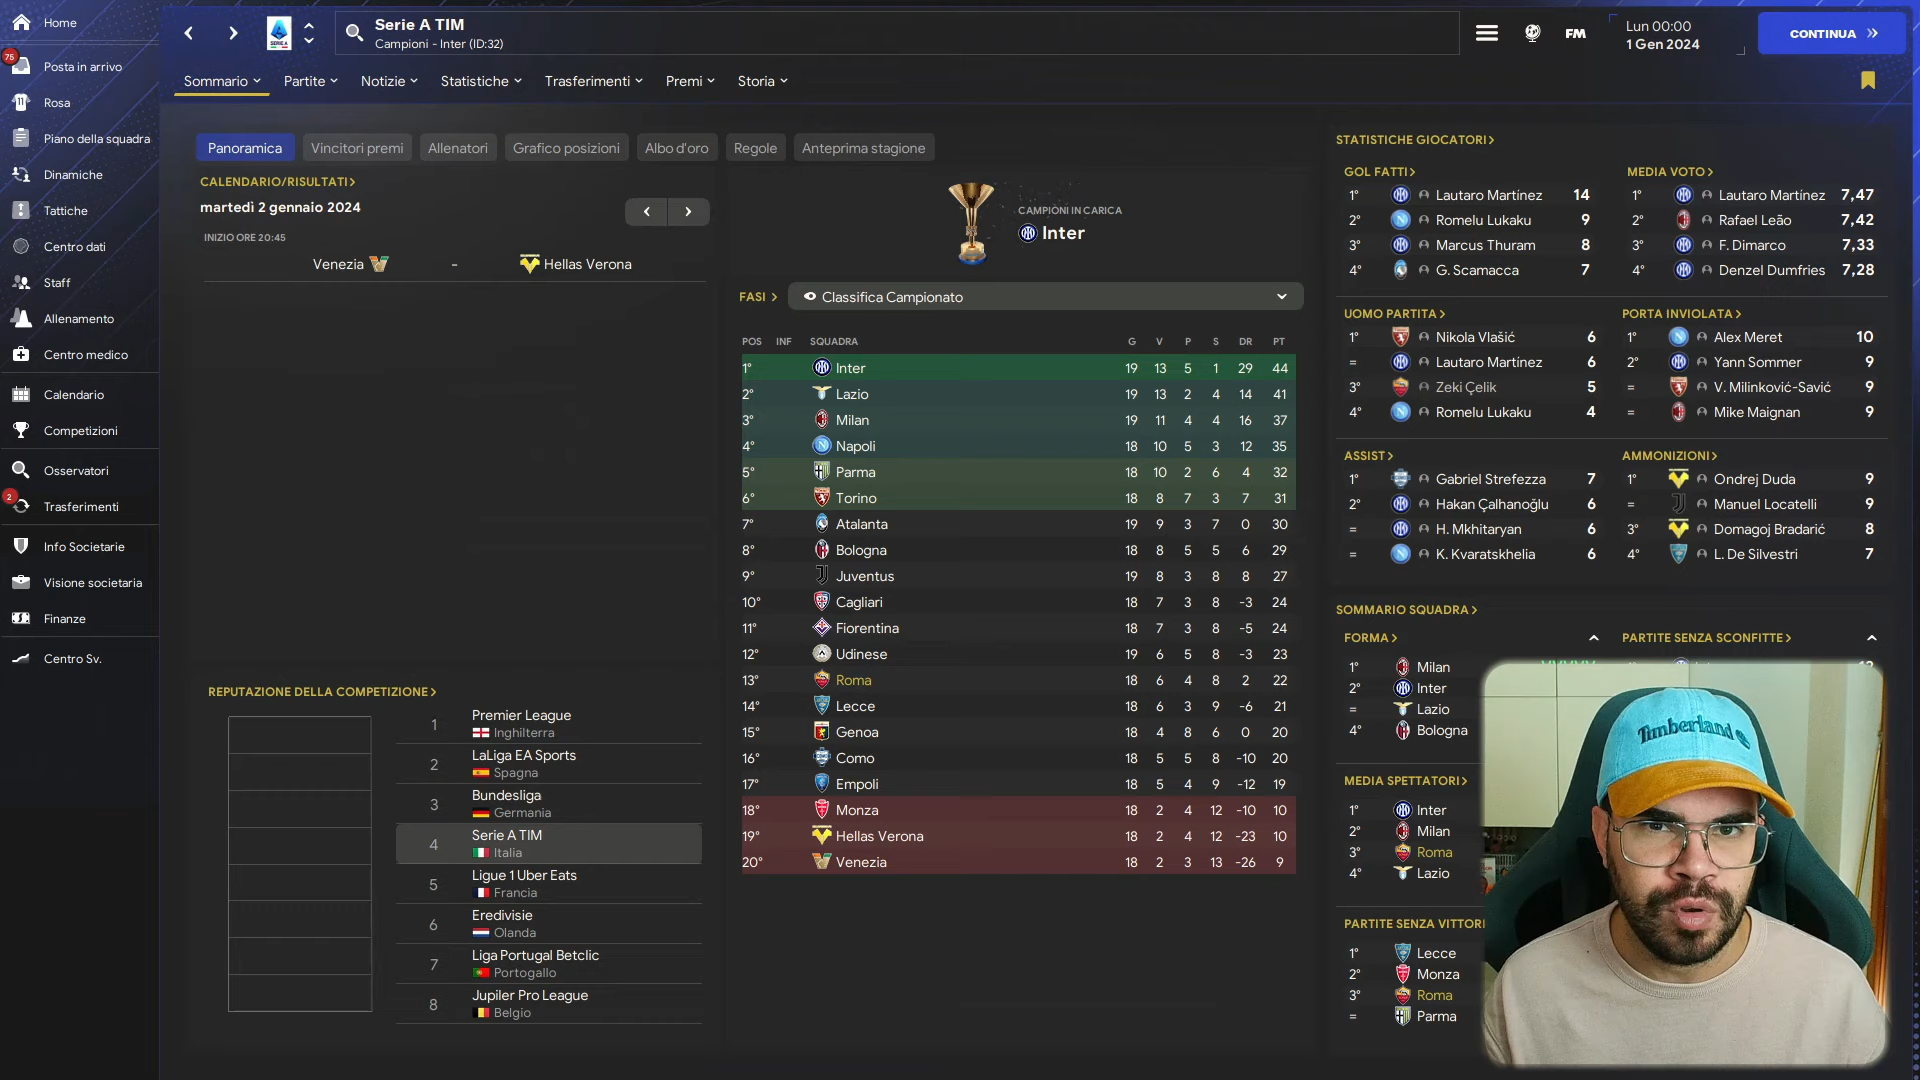 Home
75
Posta in arrivo
Rosa
Piano della squadra
Dinamiche
Tattiche
Centro dati
Staff
Allenamento
Centro medico
Calendario
Competizioni
Osservatori
2
Trasferimenti
Info Societarie
Visione societaria
Finanze
Centro Sv.
Serie A TIM
Campioni - Inter (ID:32)
FM
Lun 00:00
1 Gen 2024
CONTINUA
Sommario Partite Notizie Statistiche Trasferimenti Premi Storia
Panoramica Vincitori premi Allenatori Grafico posizioni Albo d'oro Regole Anteprima stagione
CALENDARIO/RISULTATI
martedì 2 gennaio 2024
INIZIO ORE 20:45
Venezia - Hellas Verona
REPUTAZIONE DELLA COMPETIZIONE
1 Premier League
Inghilterra
2 LaLiga EA Sports
Spagna
3 Bundesliga
Germania
4 Serie A TIM
Italia
5 Ligue 1 Uber Eats
Francia
6 Eredivisie
Olanda
7 Liga Portugal Betclic
Portogallo
8 Jupiler Pro League
Belgio
CAMPIONI IN CARICA
Inter
FASI
Classifica Campionato
POS INF SQUADRA G V P S DR PT
1° Inter 19 13 5 1 29 44
2° Lazio 19 13 2 4 14 41
3° Milan 19 11 4 4 16 37
4° Napoli 18 10 5 3 12 35
5° Parma 18 10 2 6 4 32
6° Torino 18 8 7 3 7 31
7° Atalanta 19 9 3 7 0 30
8° Bologna 18 8 5 5 6 29
9° Juventus 19 8 3 8 8 27
10° Cagliari 18 7 3 8 -3 24
11° Fiorentina 18 7 3 8 -5 24
12° Udinese 19 6 5 8 -3 23
13° Roma 18 6 4 8 2 22
14° Lecce 18 6 3 9 -6 21
15° Genoa 18 4 8 6 0 20
16° Como 18 5 5 8 -10 20
17° Empoli 18 5 4 9 -12 19
18° Monza 18 2 4 12 -10 10
19° Hellas Verona 18 2 4 12 -23 10
20° Venezia 18 2 3 13 -26 9
STATISTICHE GIOCATORI
GOL FATTI
1° Lautaro Martínez 14
2° Romelu Lukaku 9
3° Marcus Thuram 8
4° G. Scamacca 7
MEDIA VOTO
1° Lautaro Martínez 7,47
2° Rafael Leão 7,42
3° F. Dimarco 7,33
4° Denzel Dumfries 7,28
UOMO PARTITA
1° Nikola Vlašić 6
= Lautaro Martínez 6
3° Zeki Çelik 5
4° Romelu Lukaku 4
PORTA INVIOLATA
1° Alex Meret 10
2° Yann Sommer 9
= V. Milinković-Savić 9
= Mike Maignan 9
ASSIST
1° Gabriel Strefezza 7
2° Hakan Çalhanoğlu 6
= H. Mkhitaryan 6
= K. Kvaratskhelia 6
AMMONIZIONI
1° Ondrej Duda 9
= Manuel Locatelli 9
3° Domagoj Bradarić 8
4° L. De Silvestri 7
SOMMARIO SQUADRA
FORMA
1° Milan
2° Inter
= Lazio
4° Bologna
PARTITE SENZA SCONFITTE
MEDIA SPETTATORI
1° Inter
2° Milan
3° Roma
4° Lazio
PARTITE SENZA VITTORI
1° Lecce
2° Monza
3° Roma
= Parma
Timberland